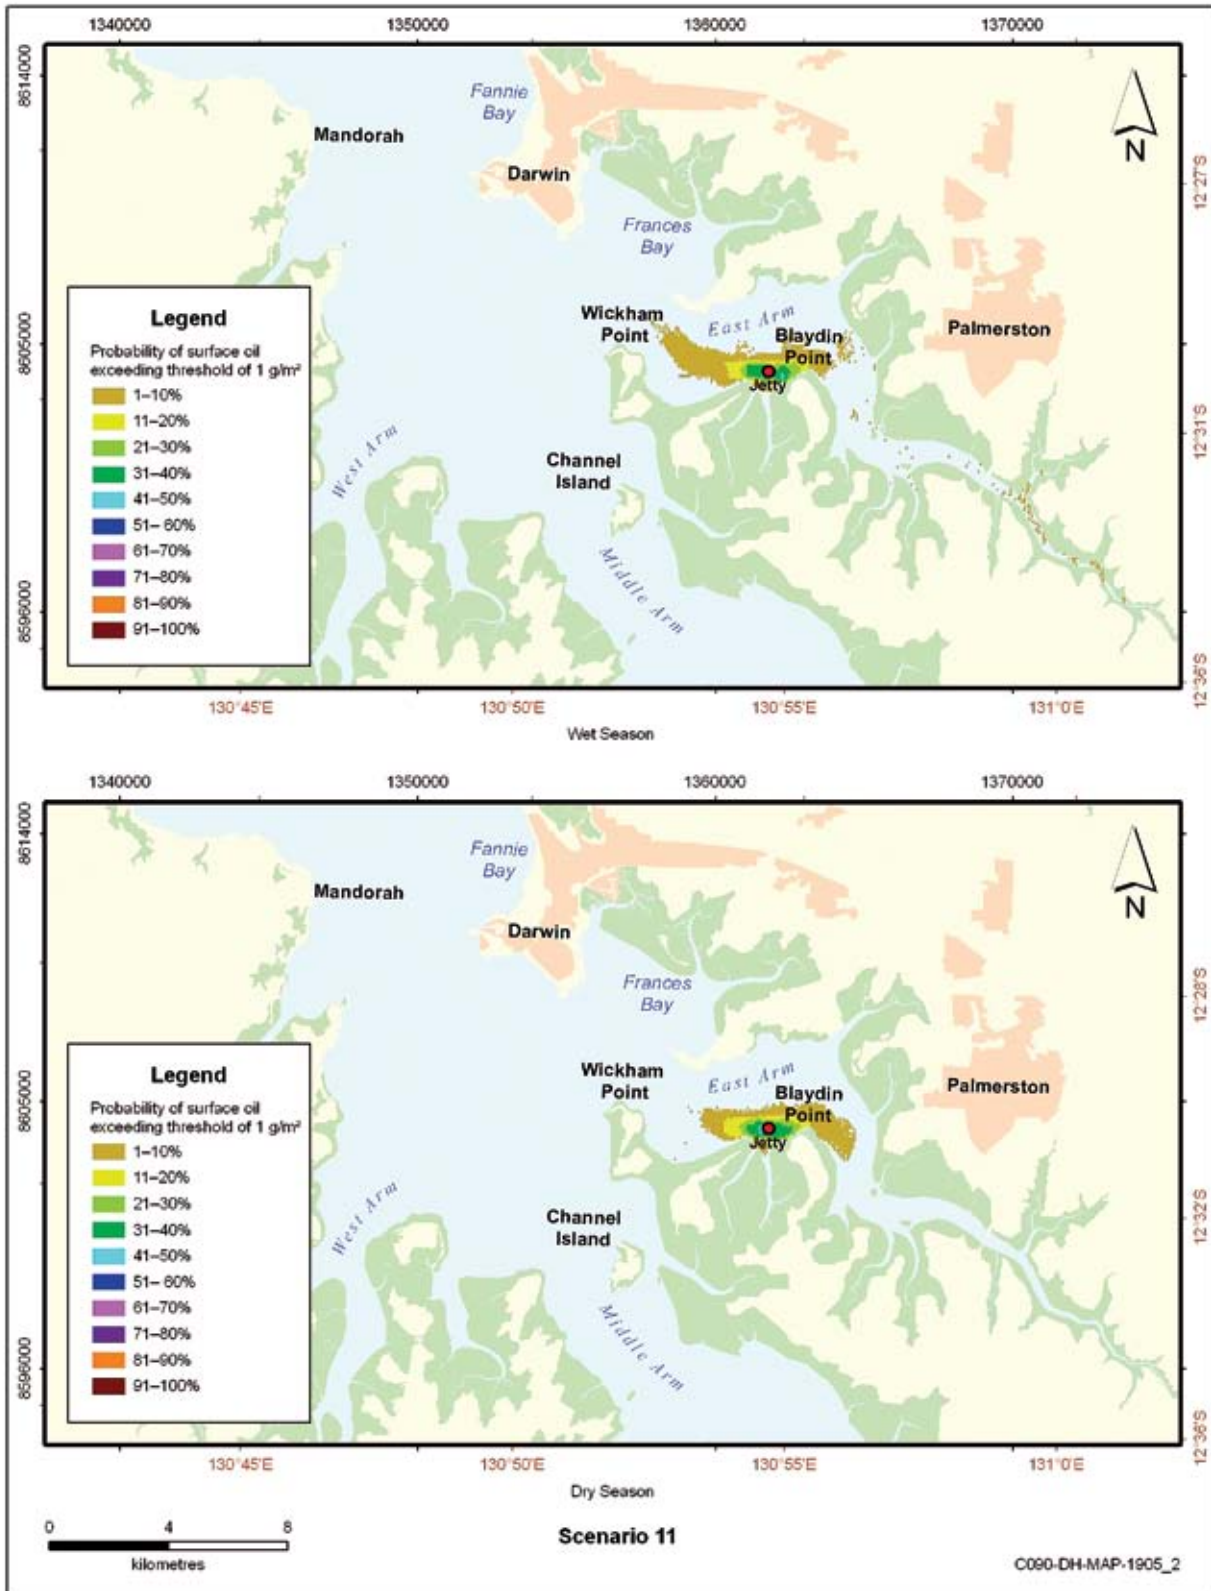 1340000 1350000 1360000 1370000
8614000
Fannie
Bay
Mandorah
N
Darwin
12°27'S
Frances
Bay
Legend
Probability of surface oil
exceeding threshold of 1 g/m²
1–10%
11–20%
21–30%
31–40%
41–50%
51– 60%
61–70%
71–80%
81–90%
91–100%
Wickham
Point
East Arm
Blaydin
Point
Palmerston
8605000
Jetty
12°31'S
West Arm
Channel
Island
Middle Arm
8596000
12°36'S
130°45'E 130°50'E 130°55'E 131°0'E
Wet Season
1340000 1350000 1360000 1370000
8614000
Fannie
Bay
Mandorah
N
Darwin
12°28'S
Frances
Bay
Legend
Probability of surface oil
exceeding threshold of 1 g/m²
1–10%
11–20%
21–30%
31–40%
41–50%
51– 60%
61–70%
71–80%
81–90%
91–100%
Wickham
Point
East Arm
Blaydin
Point
Palmerston
8605000
Jetty
12°32'S
West Arm
Channel
Island
Middle Arm
8596000
12°36'S
130°45'E 130°50'E 130°55'E 131°0'E
Dry Season
0 4 8
kilometres
Scenario 11
C090-DH-MAP-1905_2